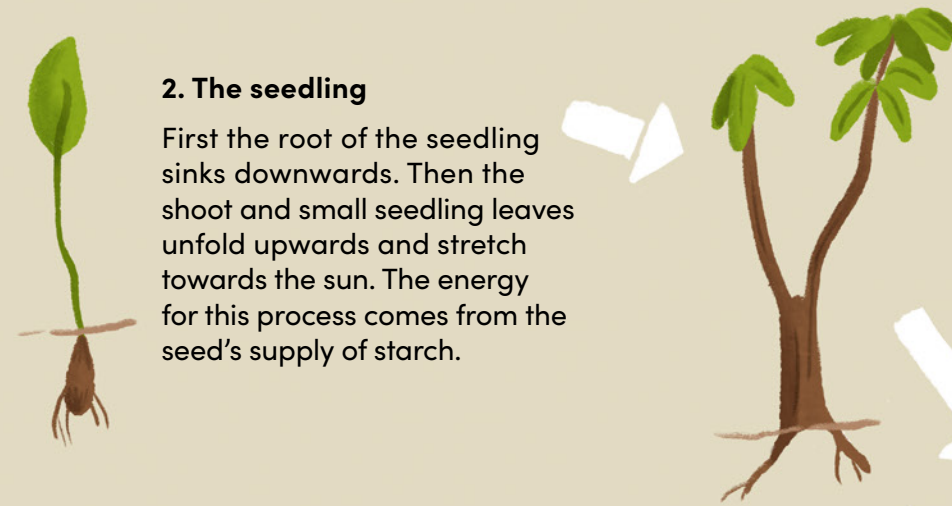 2. The seedling
First the root of the seedling
sinks downwards. Then the
shoot and small seedling leaves
unfold upwards and stretch
towards the sun. The energy
for this process comes from the
seed’s supply of starch.